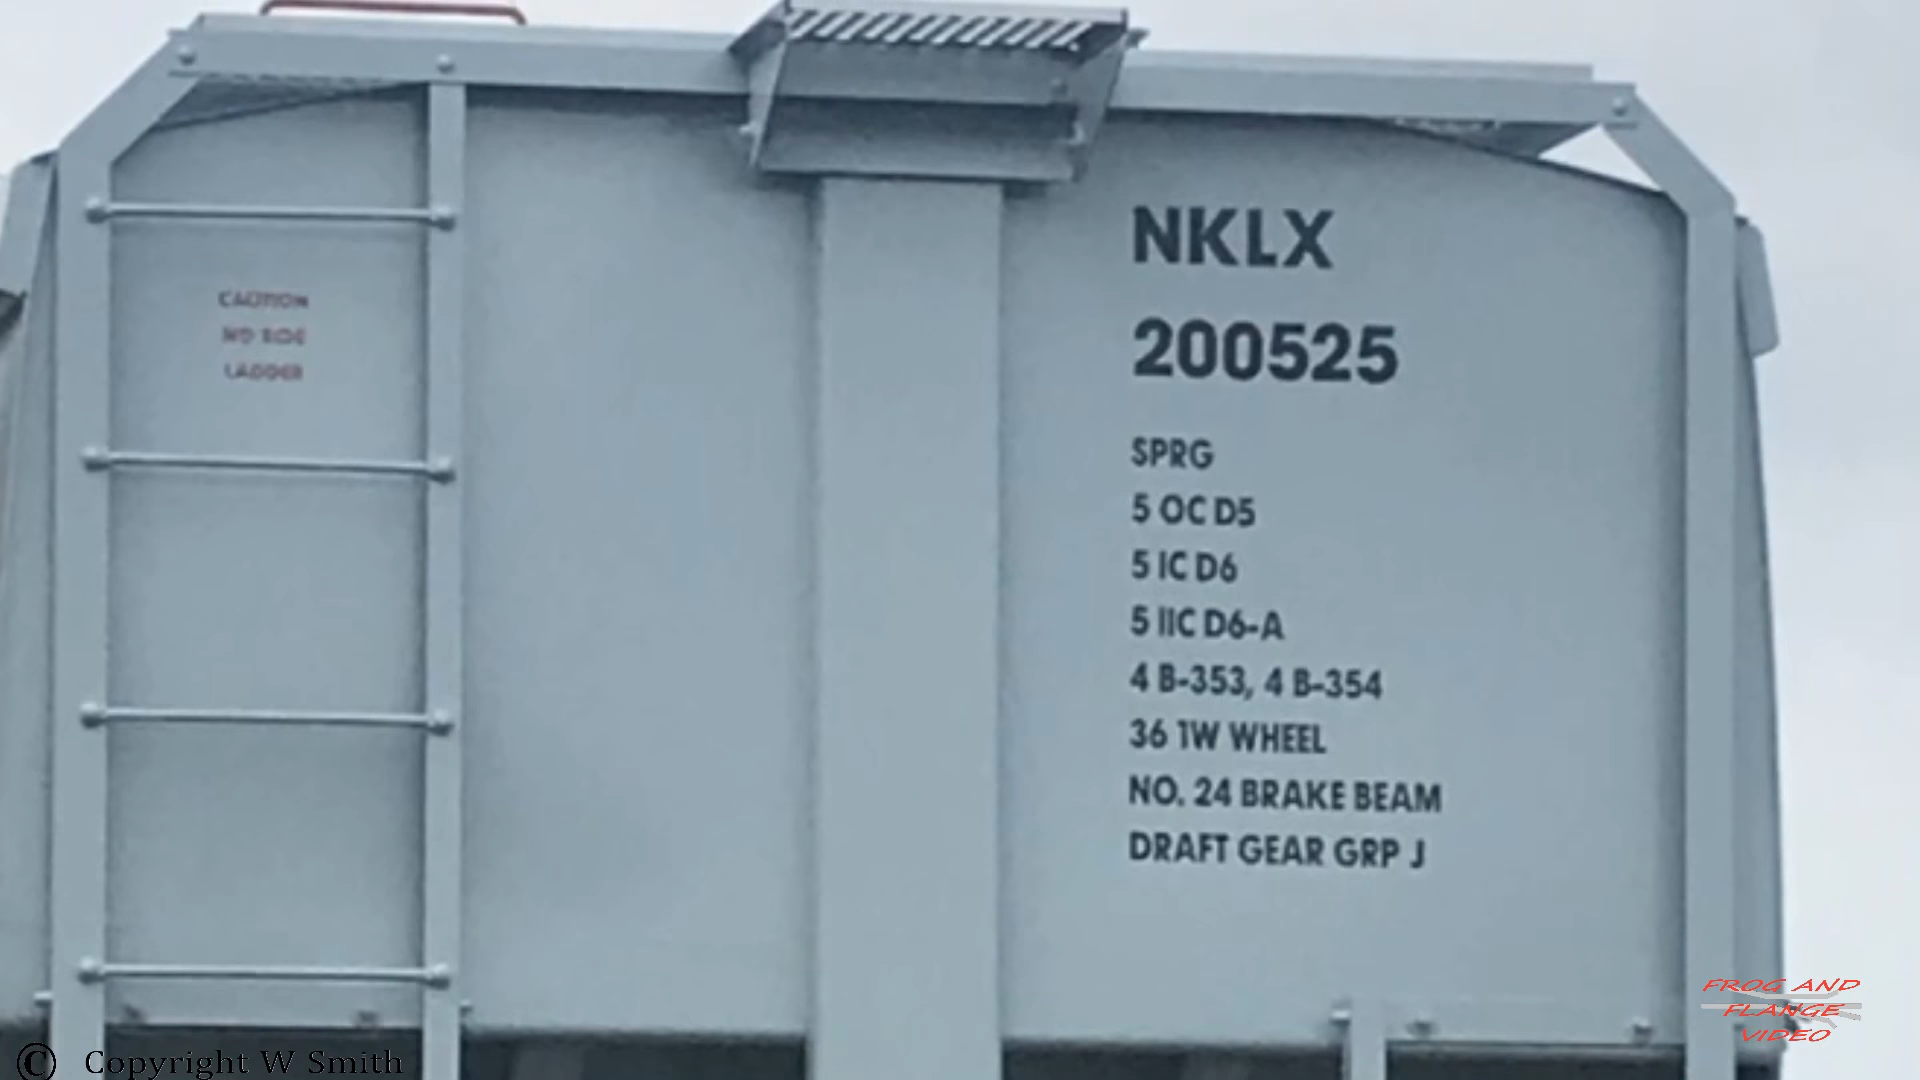 CAUTION
NO SIDE
LADDER
NKLX
200525
SPRG
5 OC D5
5 IC D6
5 IIC D6-A
4 B-353, 4 B-354
36 1W WHEEL
NO. 24 BRAKE BEAM
DRAFT GEAR GRP J
FROG AND
FLANGE
VIDEO
© Copyright W Smith